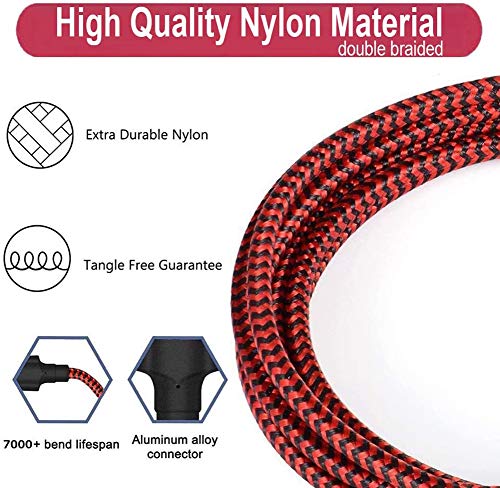 High Quality Nylon Material
double braided
Extra Durable Nylon
Tangle Free Guarantee
7000+ bend lifespan
Aluminum alloy
connector